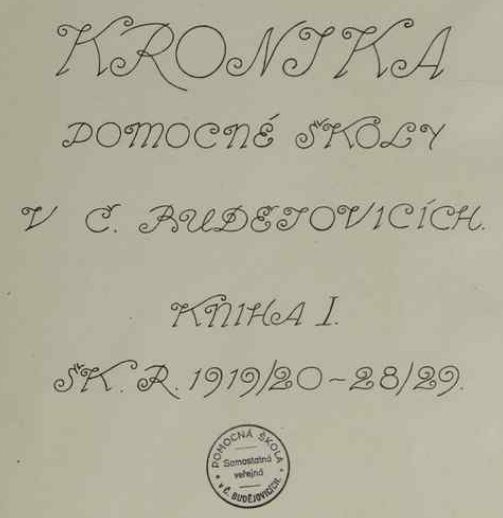 KRONIKA
POMOCNÉ ŠKOLY
V Č. BUDĚJOVICÍCH.
KNIHA I.
ŠK. R. 1919/20-28/29.
POMOCNÁ ŠKOLA
Samostatná
veřejná
V Č. BUDĚJOVICÍCH.